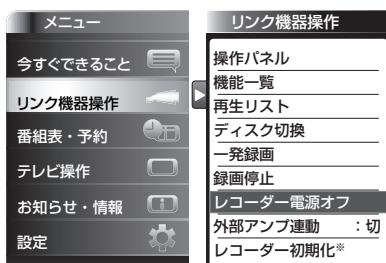 メニュー
今すぐできること
リンク機器操作
番組表・予約
テレビ操作
お知らせ・情報
設定
リンク機器操作
操作パネル
機能一覧
再生リスト
ディスク切換
一発録画
録画停止
レコーダー電源オフ
外部アンプ連動 :切
レコーダー初期化※